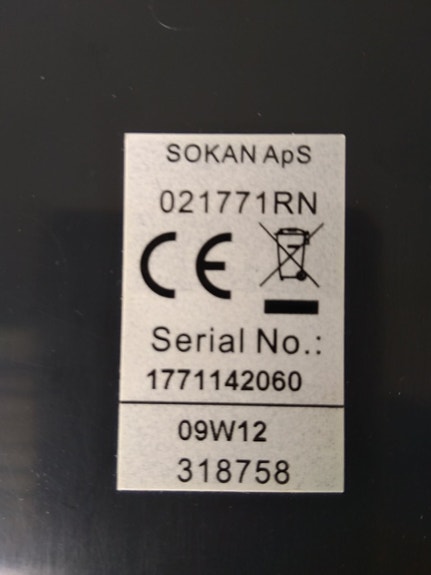 SOKAN ApS
021771RN
CE
Serial No.:
1771142060
09W12
318758